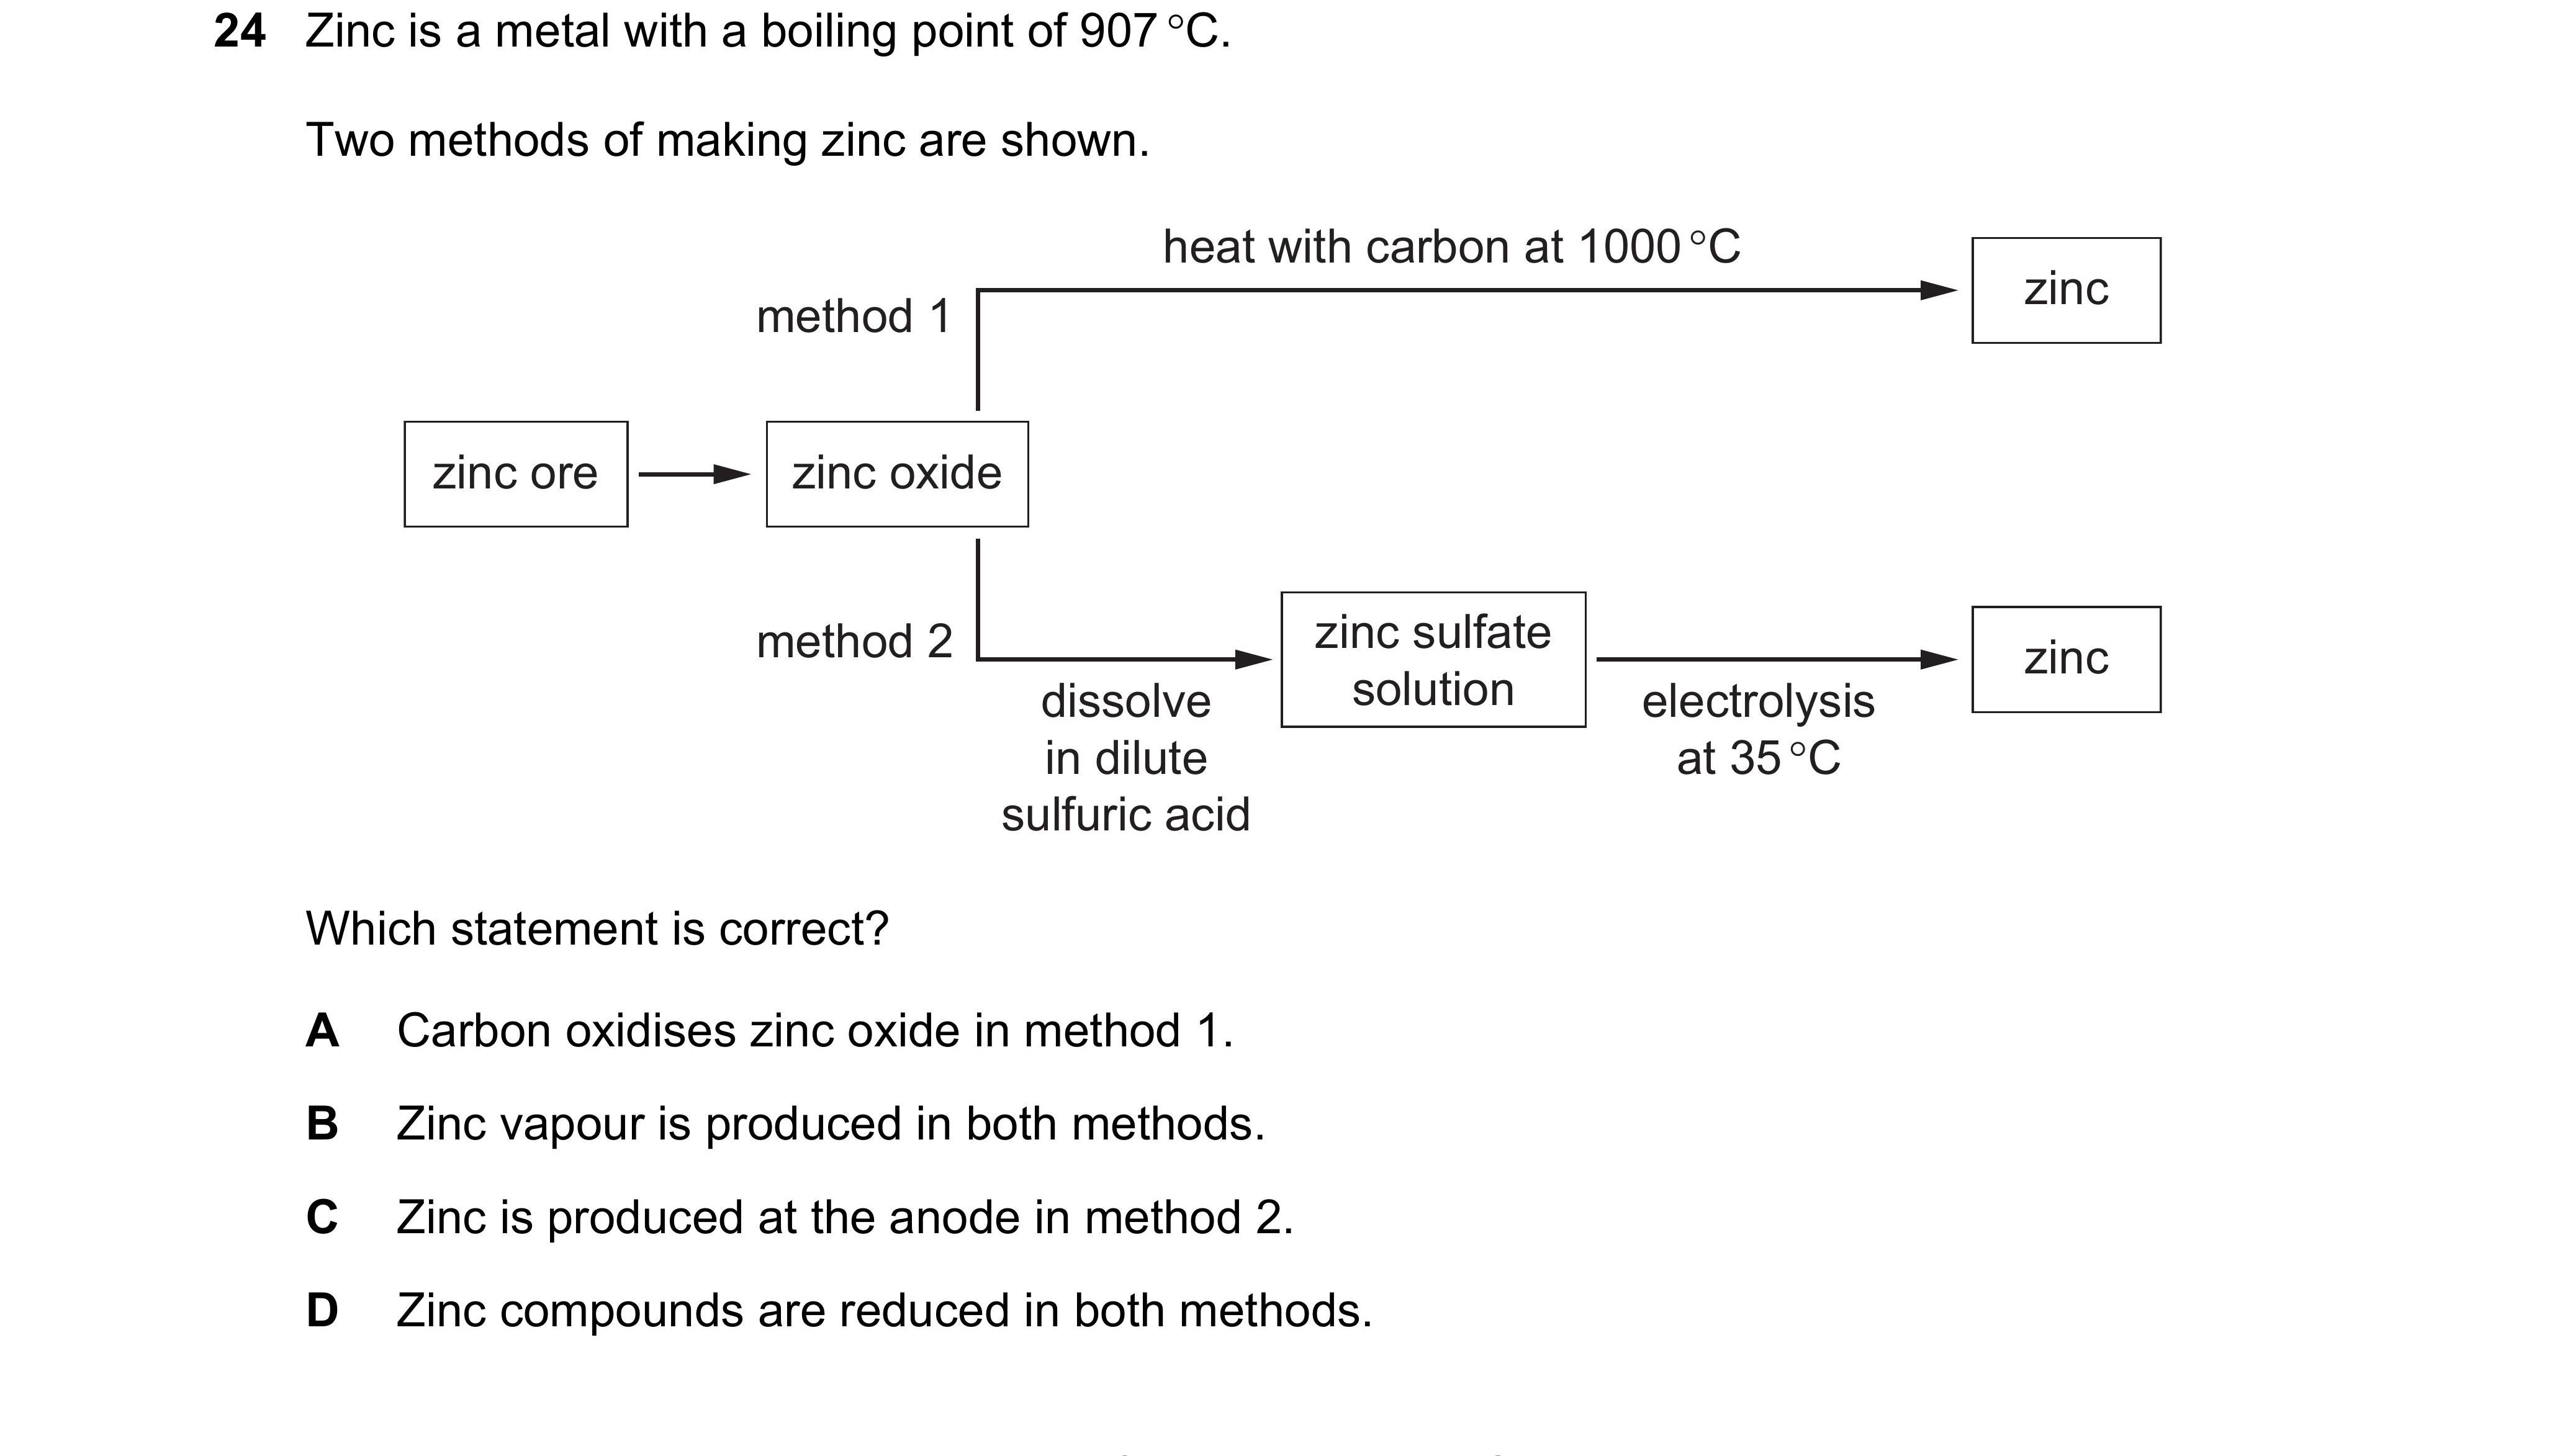 24 Zinc is a metal with a boiling point of 907 °C.
Two methods of making zinc are shown.
heat with carbon at 1000 °C
zinc
method 1
zinc ore
zinc oxide
method 2
zinc sulfate
solution
zinc
dissolve
in dilute
sulfuric acid
electrolysis
at 35 °C
Which statement is correct?
A Carbon oxidises zinc oxide in method 1.
B Zinc vapour is produced in both methods.
C Zinc is produced at the anode in method 2.
D Zinc compounds are reduced in both methods.